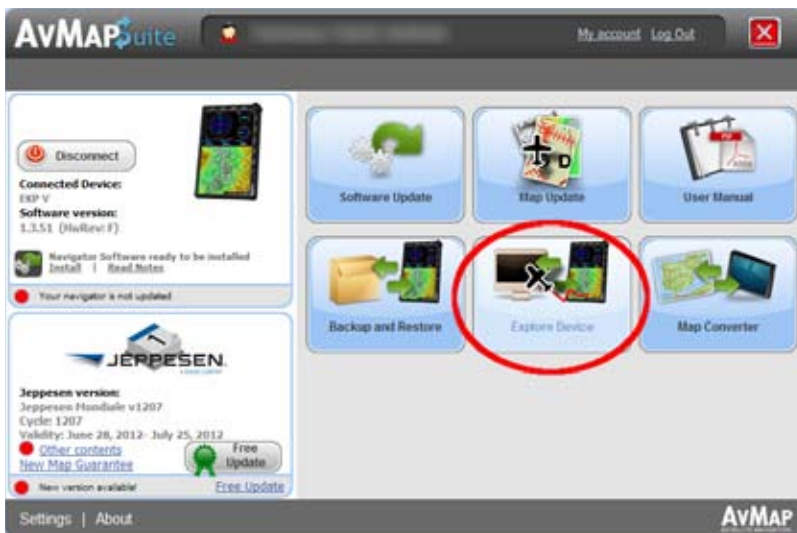 AvMAP Suite
My account Log Out
Disconnect
Connected Device:
EKP V
Software version:
1.3.51 (HwRev: F)
Navigator Software ready to be installed
Install | Read Notes
Your navigator is not updated
JEPPESEN.
Jeppesen version:
Jeppesen Mondiale v1207
Cycle: 1207
Validity: June 28, 2012- July 25, 2012
Other contents
New Map Guarantee
Free
Update
New version available!
Free Update
Software Update
Map Update
D
User Manual
PDF
Backup and Restore
Explore Device
Map Converter
Settings | About
AvMAP